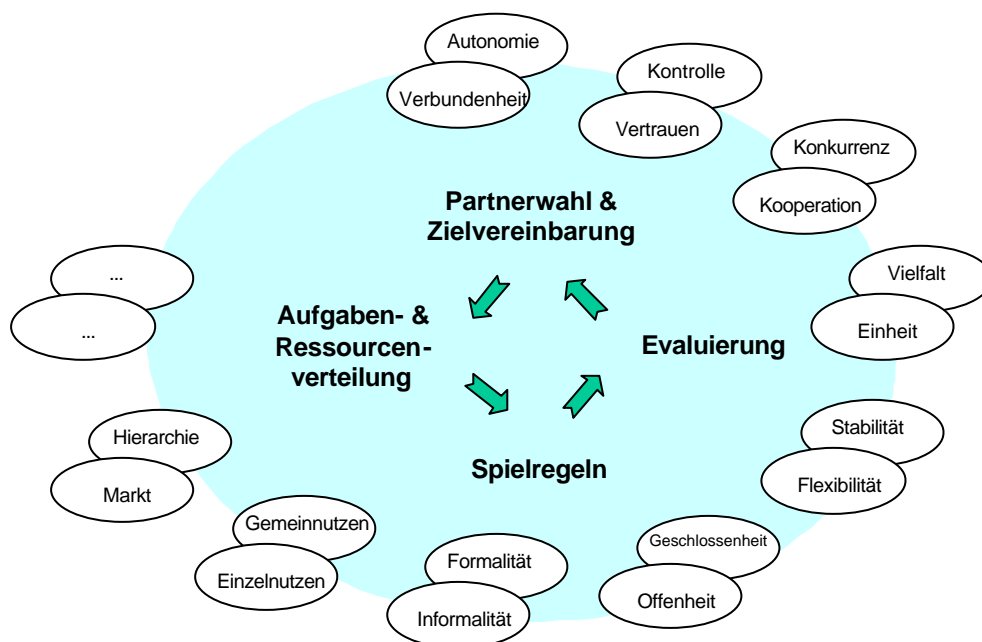 Autonomie
Verbundenheit
Kontrolle
Vertrauen
Konkurrenz
Kooperation
Partnerwahl &
Zielvereinbarung
...
...
Vielfalt
Einheit
Aufgaben- &
Ressourcen-
verteilung
Evaluierung
Hierarchie
Markt
Stabilität
Flexibilität
Spielregeln
Gemeinnutzen
Einzelnutzen
Formalität
Informalität
Geschlossenheit
Offenheit